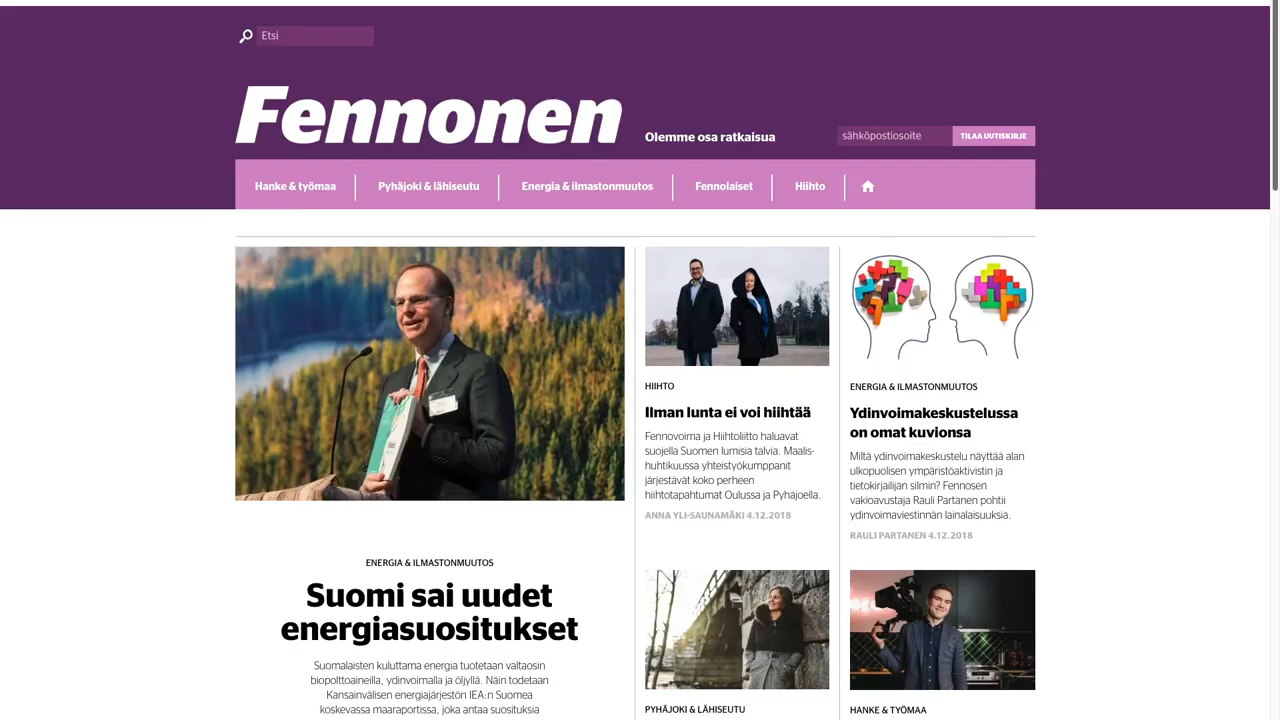 Etsi
Fennonen
Olemme osa ratkaisua
sähköpostiosoite
TILAA UUTISKIRJE
Hanke & työmaa
Pyhäjoki & lähiseutu
Energia & ilmastonmuutos
Fennolaiset
Hiihto
ENERGIA & ILMASTONMUUTOS
Suomi sai uudet
energiasuositukset
Suomalaisten kuluttama energia tuotetaan valtaosin
biopolttoaineilla, ydinvoimalla ja öljyllä. Näin todetaan
Kansainvälisen energiajärjestön IEA:n Suomea
koskevassa maaraportissa, joka antaa suosituksia
HIIHTO
Ilman lunta ei voi hiihtää
Fennovoima ja Hiihtoliitto haluavat
suojella Suomen lumisia talvia. Maalis-
huhtikuussa yhteistyökumppanit
järjestävät koko perheen
hiihtotapahtumat Oulussa ja Pyhäjoella.
ANNA YLI-SAUNAMÄKI 4.12.2018
PYHÄJOKI & LÄHISEUTU
ENERGIA & ILMASTONMUUTOS
Ydinvoimakeskustelussa
on omat kuvionsa
Miltä ydinvoimakeskustelu näyttää alan
ulkopuolisen ympäristöaktivistin ja
tietokirjailijan silmin? Fennosen
vakioavustaja Rauli Partanen pohtii
ydinvoimaviestinnän lainalaisuuksia.
RAULI PARTANEN 4.12.2018
HANKE & TYÖMAA